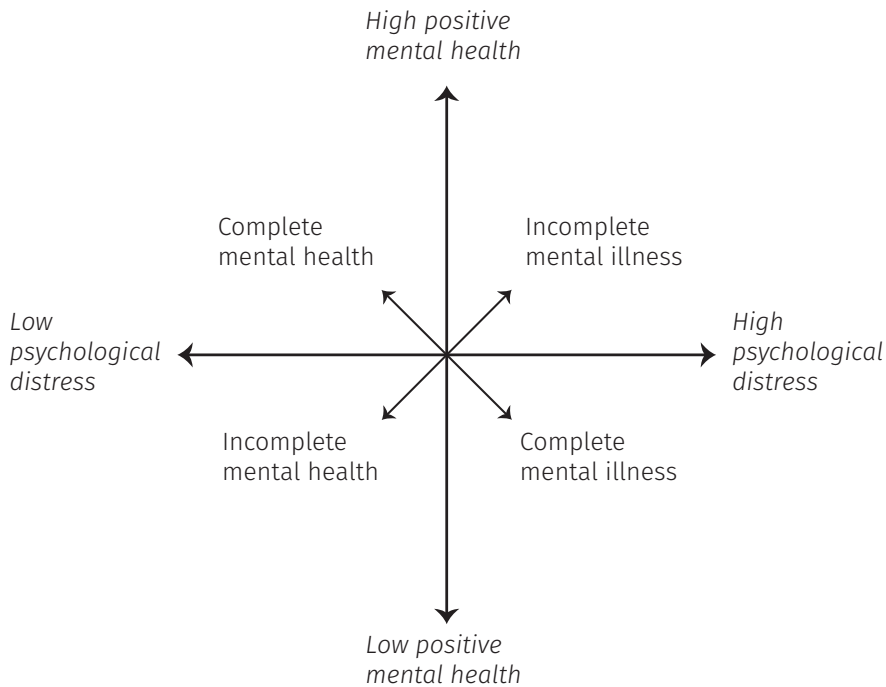 High positive
mental health
Complete
mental health
Incomplete
mental illness
Low
psychological
distress
High
psychological
distress
Incomplete
mental health
Complete
mental illness
Low positive
mental health